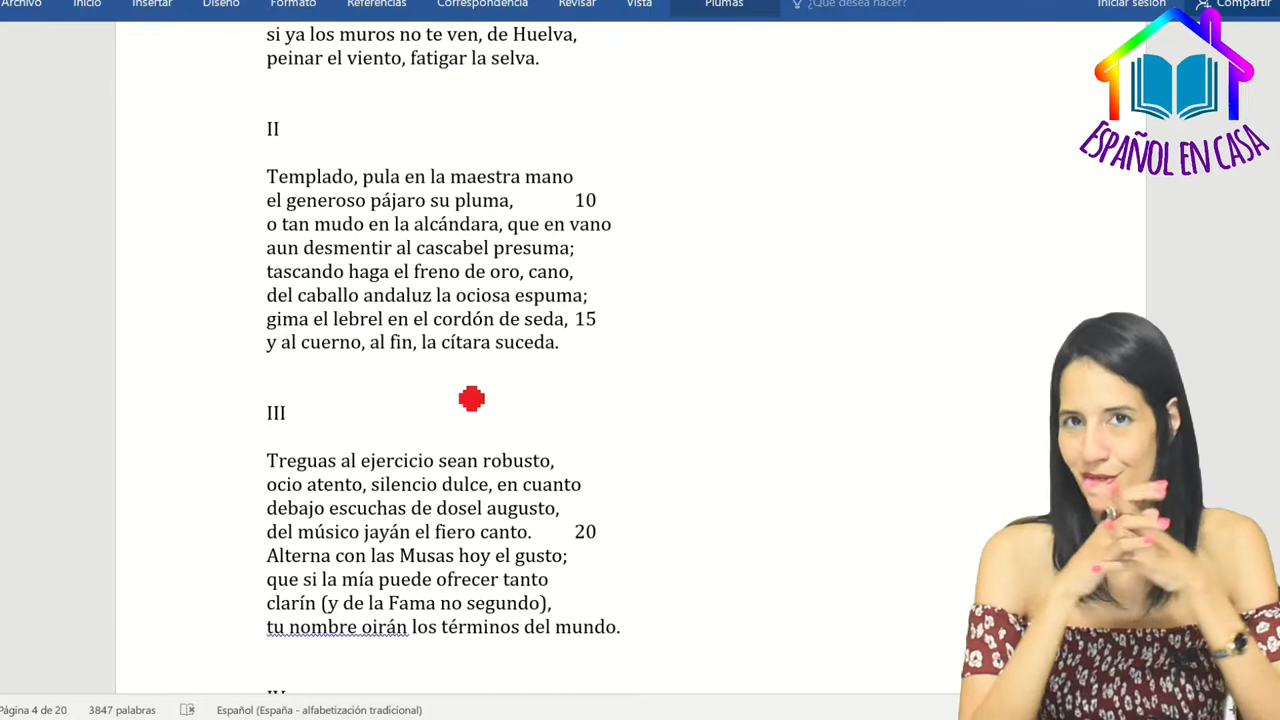 Archivo Inicio Insertar Diseño Formato Referencias Correspondencia Revisar Vista Plumas ¿Qué desea hacer? Iniciar sesión Compartir
si ya los muros no te ven, de Huelva,
peinar el viento, fatigar la selva.
ESPAÑOL EN CASA
II
Templado, pula en la maestra mano
el generoso pájaro su pluma, 10
o tan mudo en la alcándara, que en vano
aun desmentir al cascabel presuma;
tascando haga el freno de oro, cano,
del caballo andaluz la ociosa espuma;
gima el lebrel en el cordón de seda, 15
y al cuerno, al fin, la cítara suceda.
III
Treguas al ejercicio sean robusto,
ocio atento, silencio dulce, en cuanto
debajo escuchas de dosel augusto,
del músico jayán el fiero canto. 20
Alterna con las Musas hoy el gusto;
que si la mía puede ofrecer tanto
clarín (y de la Fama no segundo),
tu nombre oirán los términos del mundo.
IV
Página 4 de 20 3847 palabras Español (España - alfabetización tradicional)